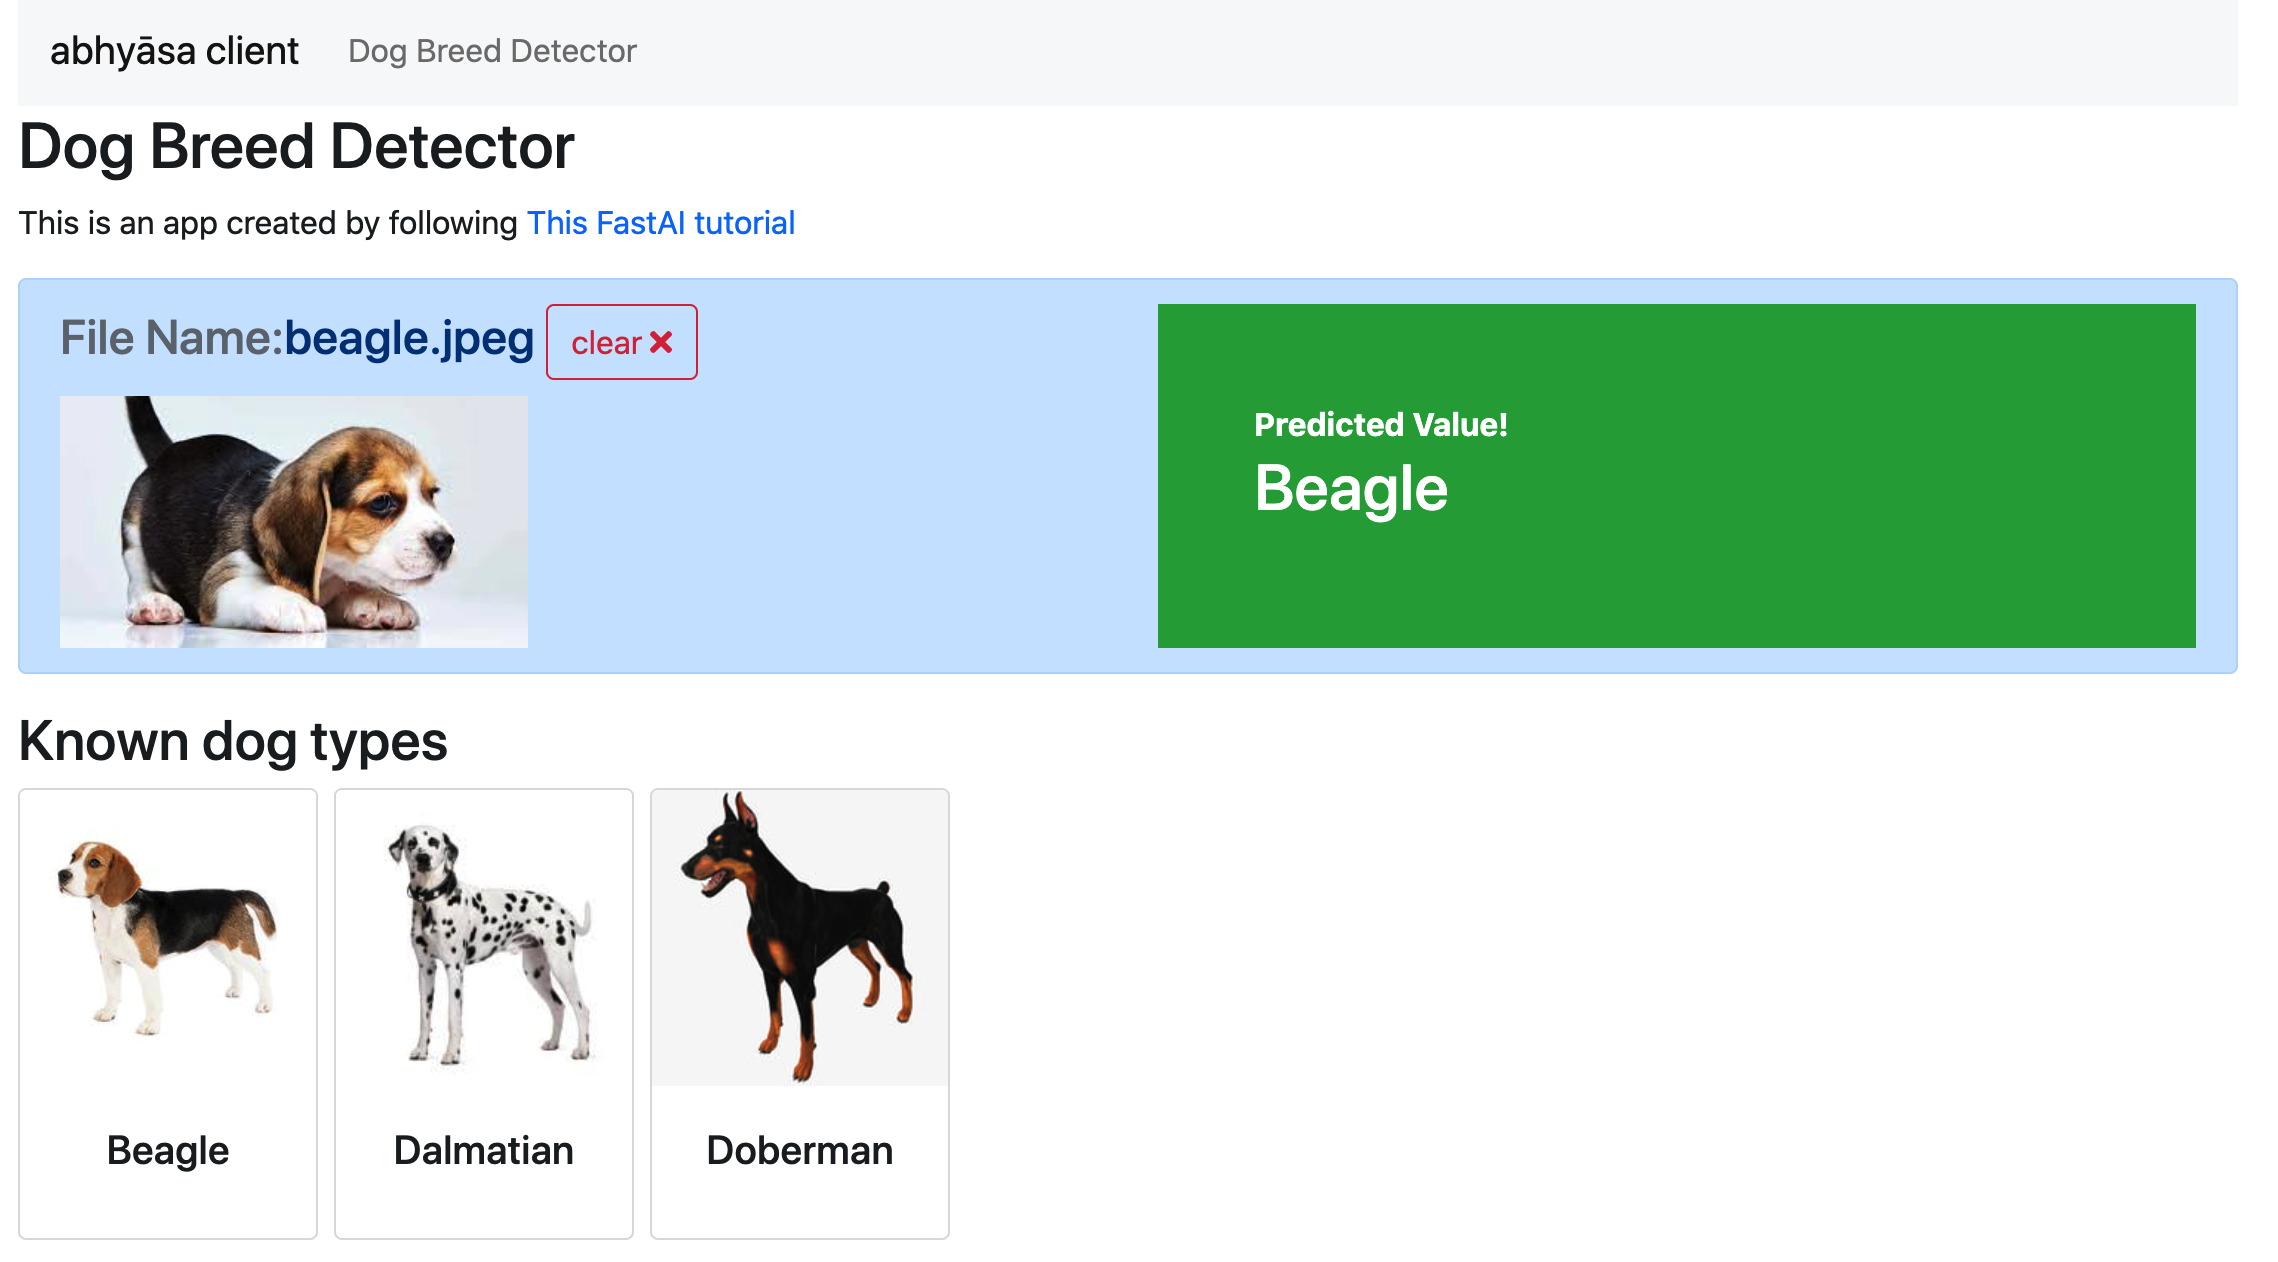 abhyāsa client Dog Breed Detector
Dog Breed Detector
This is an app created by following This FastAI tutorial
File Name:beagle.jpeg clear
Predicted Value!
Beagle
Known dog types
Beagle Dalmatian Doberman